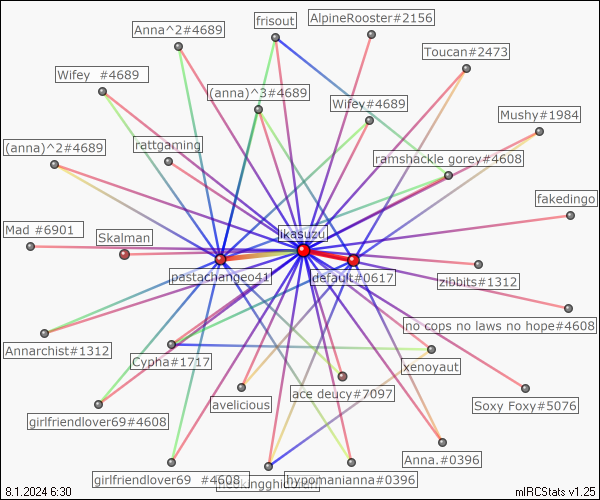 AlpineRooster#2156
frisout
Anna^2#4689
Toucan#2473
Wifey #4689
(anna)^3#4689
Wifey#4689
Mushy#1984
(anna)^2#4689
rattgaming
ramshackle gorey#4608
fakedingo
Mad #6901
Skalman
ikasuzu
pastachangeo41
default#0617
zibbits#1312
no cops no laws no hope#4608
Annarchist#1312
Cypha#1717
xenoyaut
avelicious
ace deucy#7097
Soxy Foxy#5076
girlfriendlover69#4608
Anna.#0396
girlfriendlover69 #4608
hypomanianna#0396
8.1.2024 6:30
mIRCStats v1.25